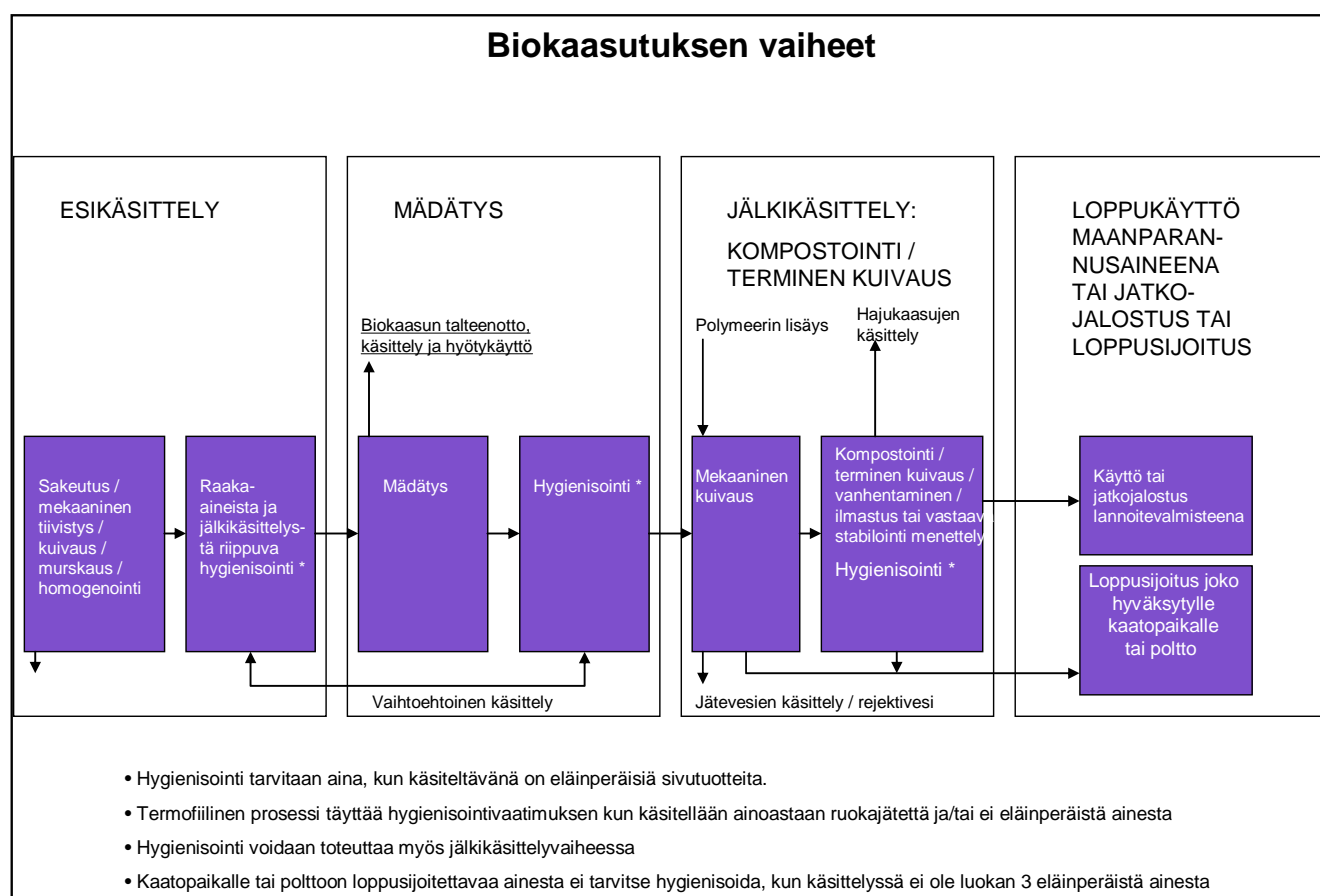 Biokaasutuksen vaiheet
ESIKÄSITTELY
Sakeutus /
mekaaninen
tiivistys /
kuivaus /
murskaus /
homogenointi
Raaka-
aineista ja
jälkikäsittelys-
tä riippuva
hygienisointi *
MÄDÄTYS
Biokaasun talteenotto,
käsittely ja hyötykäyttö
Mädätys
Hygienisointi *
Vaihtoehtoinen käsittely
JÄLKIKÄSITTELY:
KOMPOSTOINTI /
TERMINEN KUIVAUS
Polymeerin lisäys
Hajukaasujen
käsittely
Mekaaninen
kuivaus
Kompostointi /
terminen kuivaus /
vanhentaminen /
ilmastus tai vastaava
stabilointi menettely
Hygienisointi *
Jätevesien käsittely / rejektivesi
LOPPUKÄYTTÖ
MAANPARAN-
NUSAINEENA
TAI JATKO-
JALOSTUS TAI
LOPPUSIJOITUS
Käyttö tai
jatkojalostus
lannoitevalmisteena
Loppusijoitus joko
hyväksytylle
kaatopaikalle
tai poltto
• Hygienisointi tarvitaan aina, kun käsiteltävänä on eläinperäisiä sivutuotteita.
• Termofiilinen prosessi täyttää hygienisointivaatimuksen kun käsitellään ainoastaan ruokajätettä ja/tai ei eläinperäistä ainesta
• Hygienisointi voidaan toteuttaa myös jälkikäsittelyvaiheessa
• Kaatopaikalle tai polttoon loppusijoitettavaa ainesta ei tarvitse hygienisoida, kun käsittelyssä ei ole luokan 3 eläinperäistä ainesta